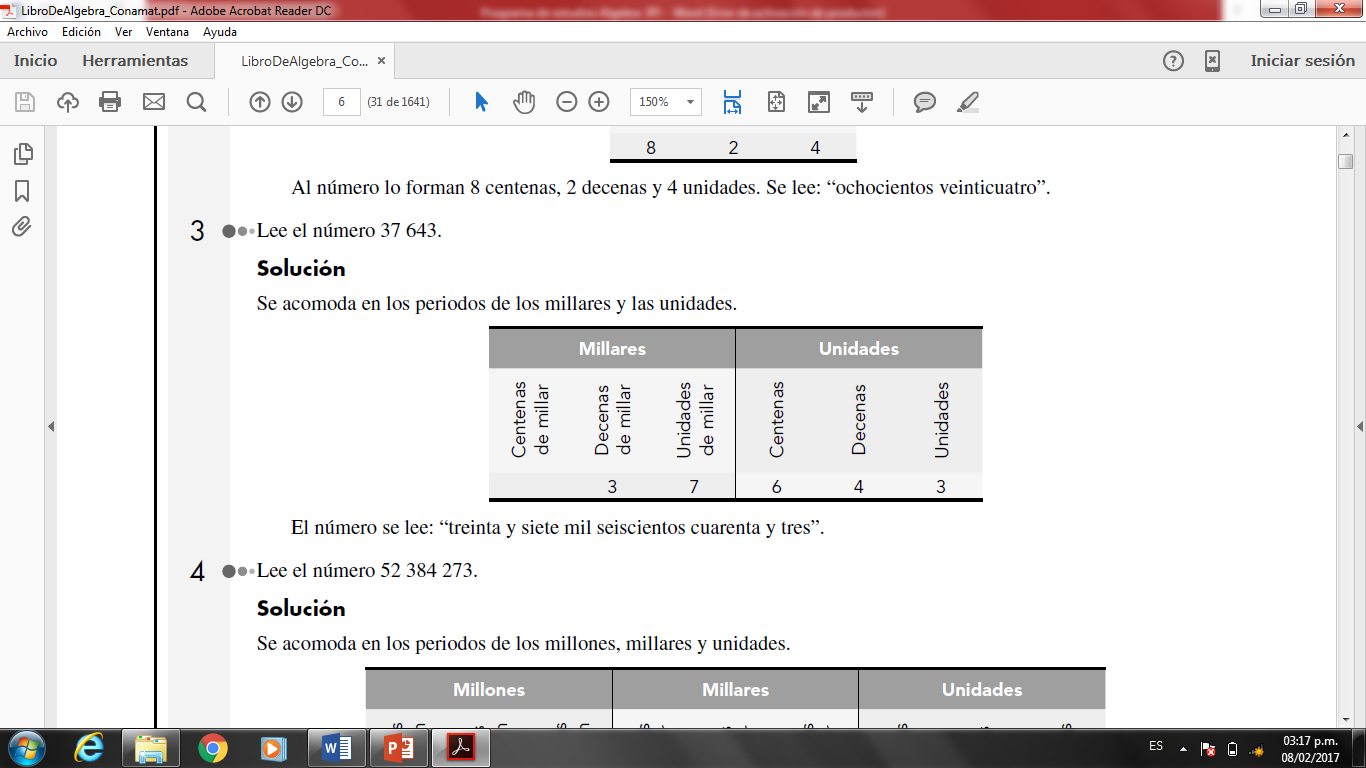 LibroDeAlgebra_Conamat.pdf - Adobe Acrobat Reader DC
Archivo Edición Ver Ventana Ayuda
Inicio Herramientas LibroDeAlgebra_Co... × Iniciar sesión
6 (31 de 1641) 150%
8 2 4
Al número lo forman 8 centenas, 2 decenas y 4 unidades. Se lee: “ochocientos veinticuatro”.
3 Lee el número 37 643.
Solución
Se acomoda en los periodos de los millares y las unidades.
Millares Unidades
Centenas de millar Decenas de millar Unidades de millar Centenas Decenas Unidades
3 7 6 4 3
El número se lee: “treinta y siete mil seiscientos cuarenta y tres”.
4 Lee el número 52 384 273.
Solución
Se acomoda en los periodos de los millones, millares y unidades.
Millones Millares Unidades
ES 03:17 p.m.
08/02/2017